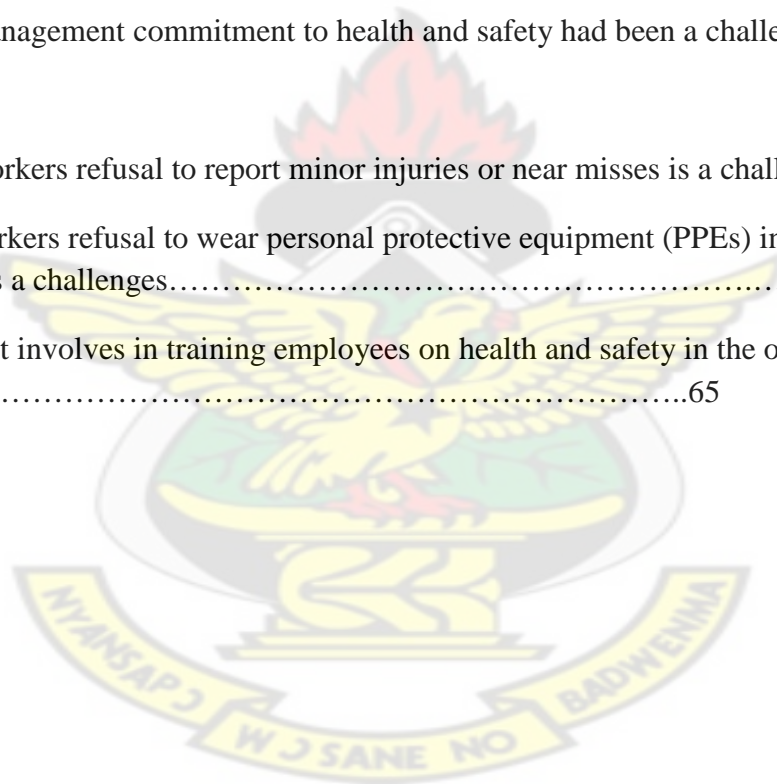 nagement commitment to health and safety had been a challe
orkers refusal to report minor injuries or near misses is a chall
rkers refusal to wear personal protective equipment (PPEs) in
s a challenges…………………………………………………….…
t involves in training employees on health and safety in the o
…………………………………………………………..65
NYANSAPƆ
WƆSANE NO
BADWENMA